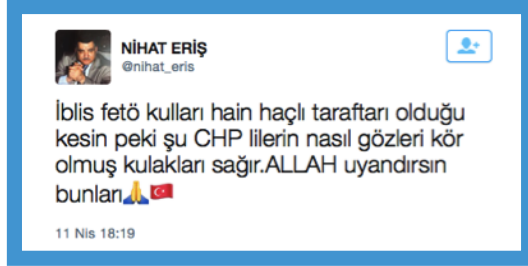 NİHAT ERİŞ
@nihat_eris
İblis fetö kulları hain haçlı taraftarı olduğu
kesin peki şu CHP lilerin nasıl gözleri kör
olmuş kulakları sağır.ALLAH uyandırsın
bunları🙏🇹🇷
11 Nis 18:19